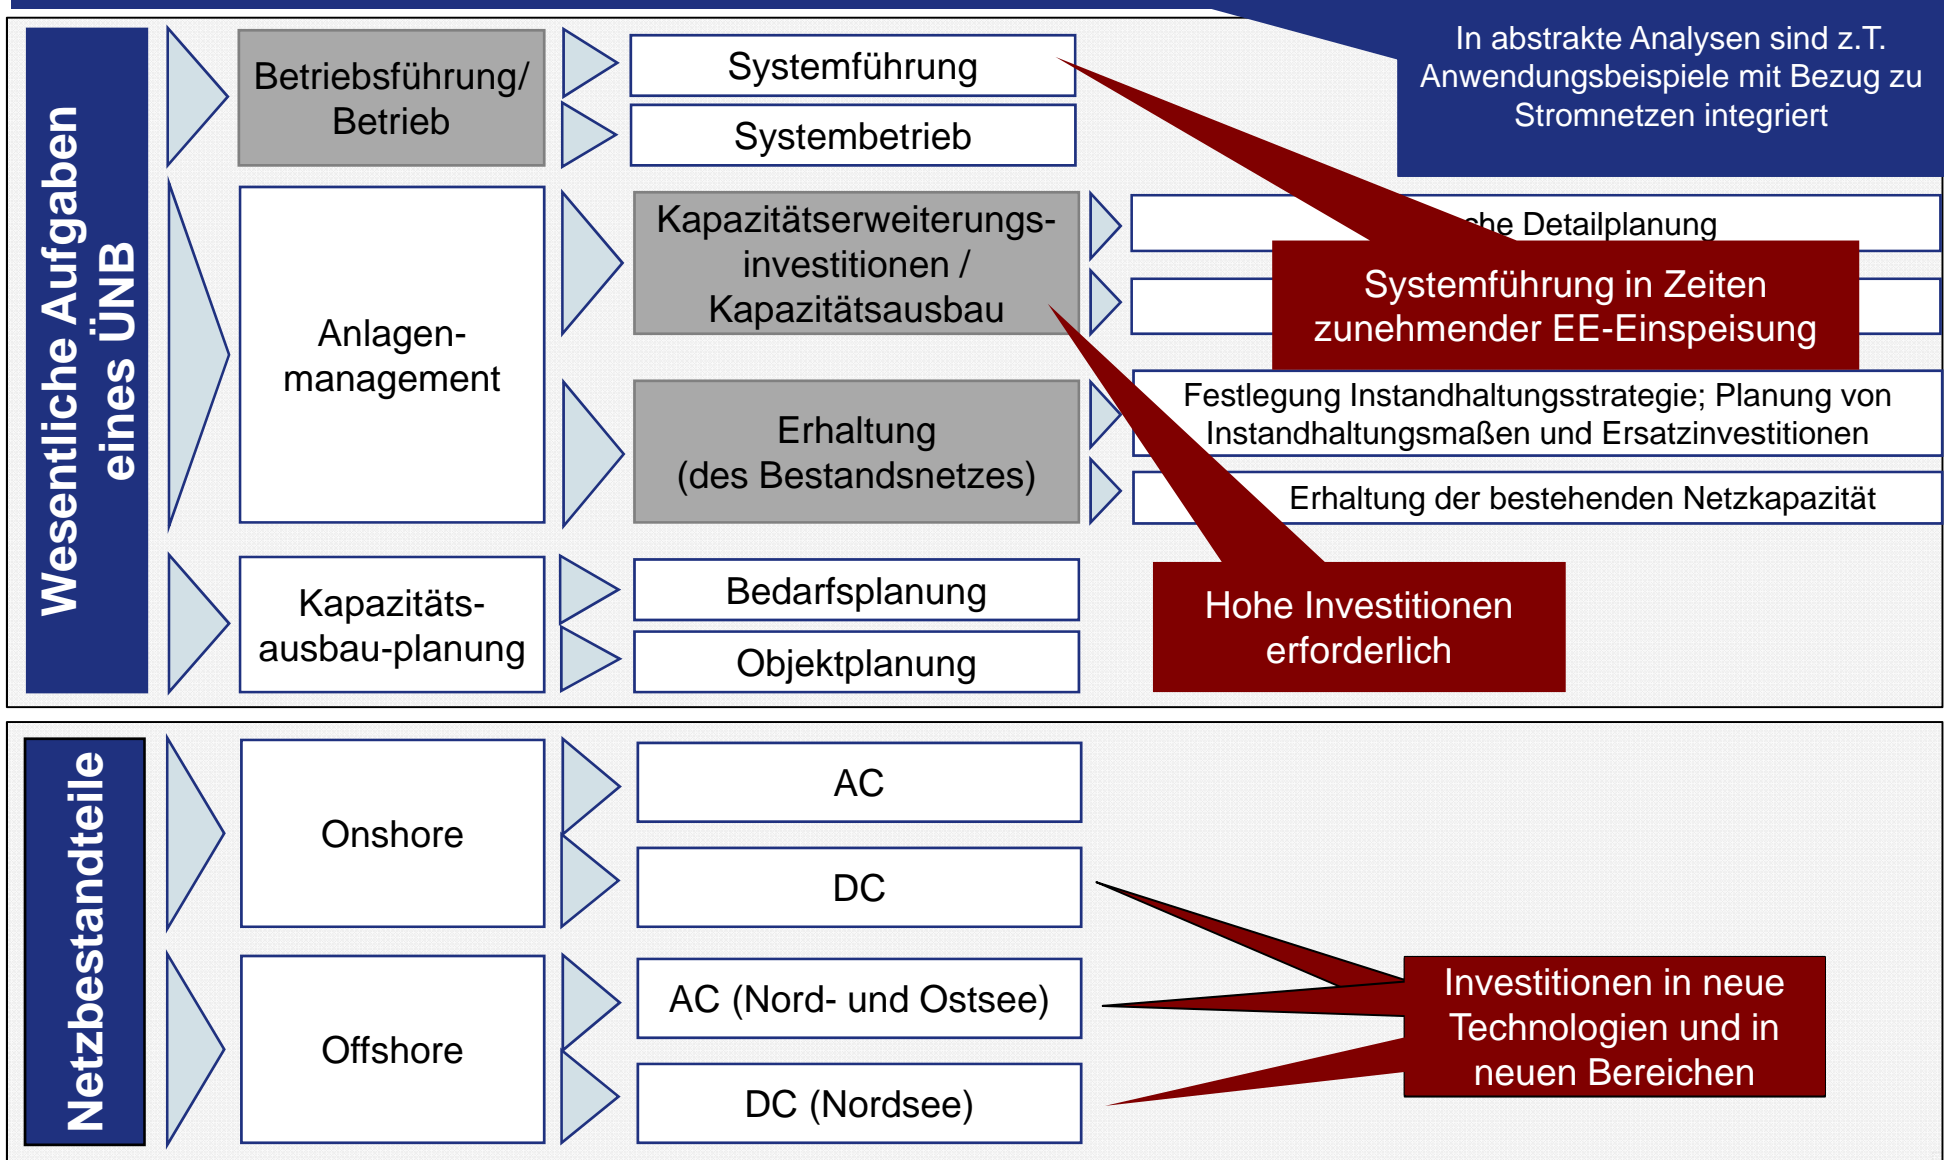 In abstrakte Analysen sind z.T.
Anwendungsbeispiele mit Bezug zu
Stromnetzen integriert
Wesentliche Aufgaben
eines ÜNB
Betriebsführung/
Betrieb
Systemführung
Systembetrieb
Anlagen-
management
Kapazitätserweiterungs-
investitionen /
Kapazitätsausbau
Detailplanung
Systemführung in Zeiten
zunehmender EE-Einspeisung
Erhaltung
(des Bestandsnetzes)
Festlegung Instandhaltungsstrategie; Planung von
Instandhaltungsmaßen und Ersatzinvestitionen
Erhaltung der bestehenden Netzkapazität
Kapazitäts-
ausbau-planung
Bedarfsplanung
Objektplanung
Hohe Investitionen
erforderlich
Netzbestandteile
Onshore
AC
DC
Offshore
AC (Nord- und Ostsee)
DC (Nordsee)
Investitionen in neue
Technologien und in
neuen Bereichen